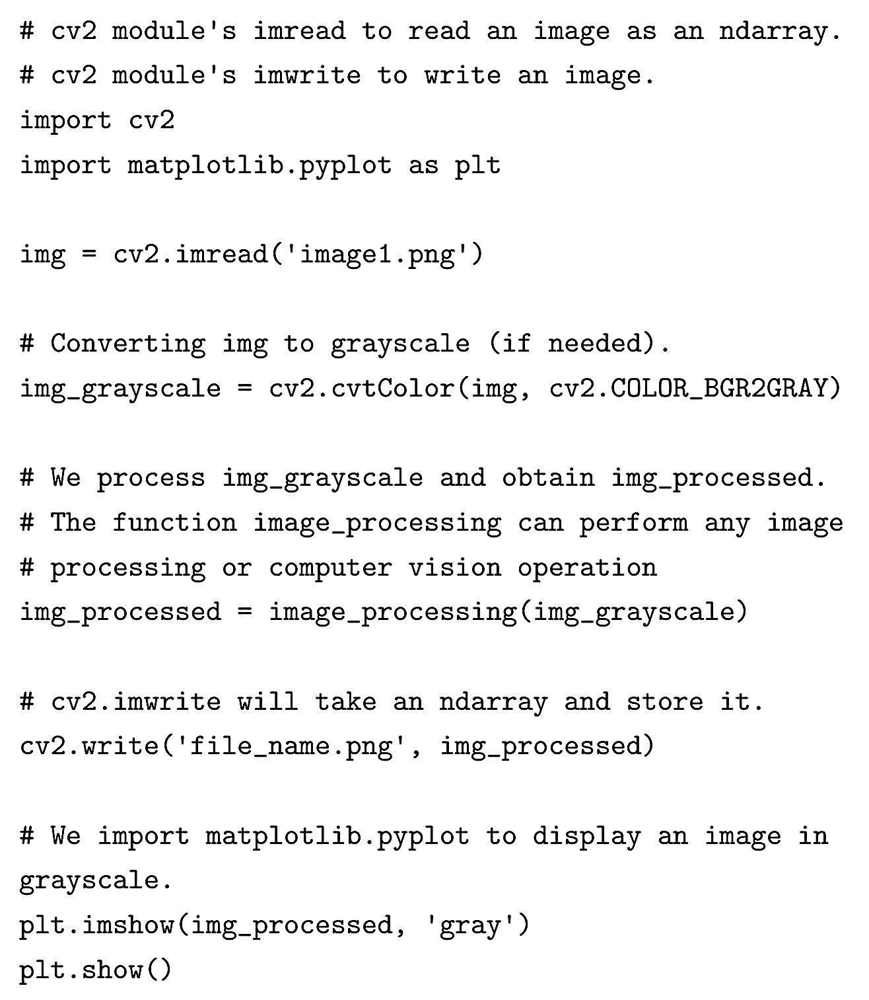 # cv2 module's imread to read an image as an ndarray.
# cv2 module's imwrite to write an image.
import cv2
import matplotlib.pyplot as plt
img = cv2.imread('image1.png')
# Converting img to grayscale (if needed).
img_grayscale = cv2.cvtColor(img, cv2.COLOR_BGR2GRAY)
# We process img_grayscale and obtain img_processed.
# The function image_processing can perform any image
# processing or computer vision operation
img_processed = image_processing(img_grayscale)
# cv2.imwrite will take an ndarray and store it.
cv2.write('file_name.png', img_processed)
# We import matplotlib.pyplot to display an image in
grayscale.
plt.imshow(img_processed, 'gray')
plt.show()